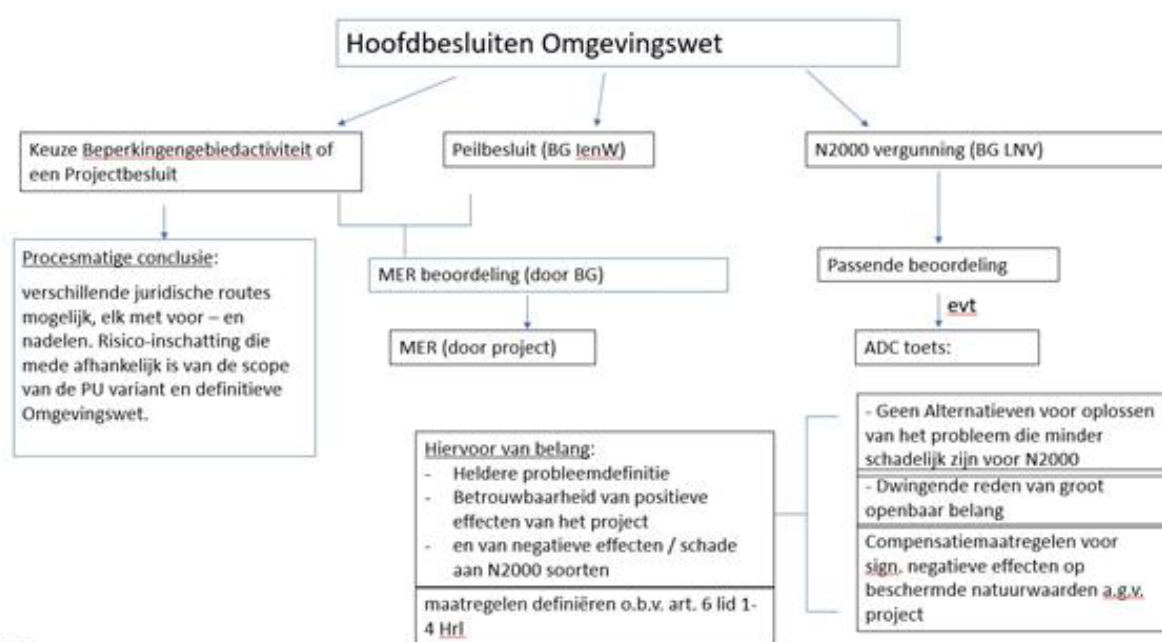 Hoofdbesluiten Omgevingswet
Keuze Beperkingengebiedactiviteit of
een Projectbesluit
Peilbesluit (BG IenW)
N2000 vergunning (BG LNV)
Procesmatige conclusie:
verschillende juridische routes
mogelijk, elk met voor – en
nadelen. Risico-inschatting die
mede afhankelijk is van de scope
van de PU variant en definitieve
Omgevingswet.
MER beoordeling (door BG)
MER (door project)
Passende beoordeling
evt
ADC toets:
- Geen Alternatieven voor oplossen
van het probleem die minder
schadelijk zijn voor N2000
- Dwingende reden van groot
openbaar belang
Compensatiemaatregelen voor
sign. negatieve effecten op
beschermde natuurwaarden a.g.v.
project
Hiervoor van belang:
- Heldere probleemdefinitie
- Betrouwbaarheid van positieve
effecten van het project
- en van negatieve effecten / schade
aan N2000 soorten
maatregelen definiëren o.b.v. art. 6 lid 1-
4 Hrl